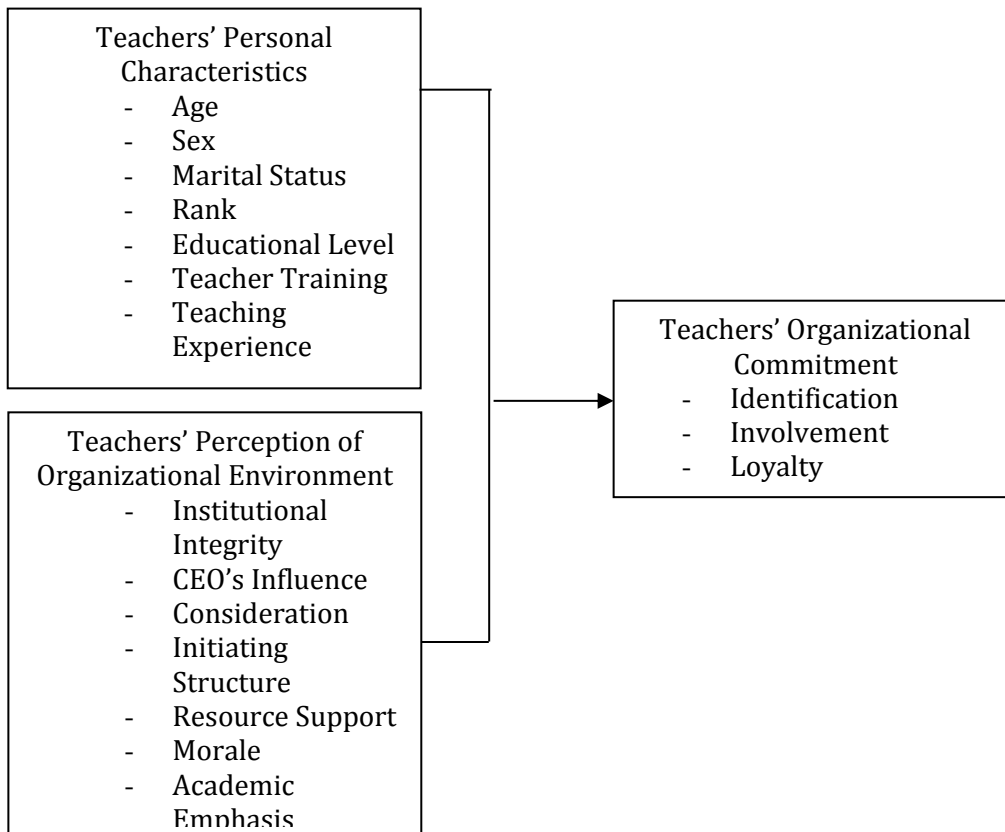 Teachers’ Personal
Characteristics
- Age
- Sex
- Marital Status
- Rank
- Educational Level
- Teacher Training
- Teaching
Experience
Teachers’ Perception of
Organizational Environment
- Institutional
Integrity
- CEO’s Influence
- Consideration
- Initiating
Structure
- Resource Support
- Morale
- Academic
Emphasis
Teachers’ Organizational
Commitment
- Identification
- Involvement
- Loyalty